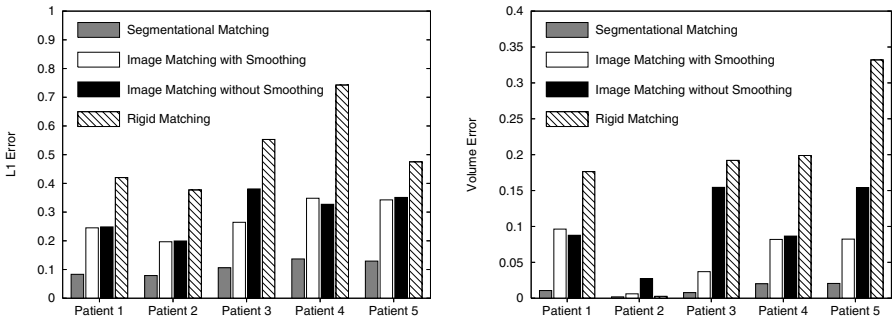 1
0.9
0.8
0.7
0.6
0.5
0.4
0.3
0.2
0.1
0
L1 Error
Segmentational Matching
Image Matching with Smoothing
Image Matching without Smoothing
Rigid Matching
Patient 1 Patient 2 Patient 3 Patient 4 Patient 5
0.4
0.35
0.3
0.25
0.2
0.15
0.1
0.05
0
Volume Error
Segmentational Matching
Image Matching with Smoothing
Image Matching without Smoothing
Rigid Matching
Patient 1 Patient 2 Patient 3 Patient 4 Patient 5